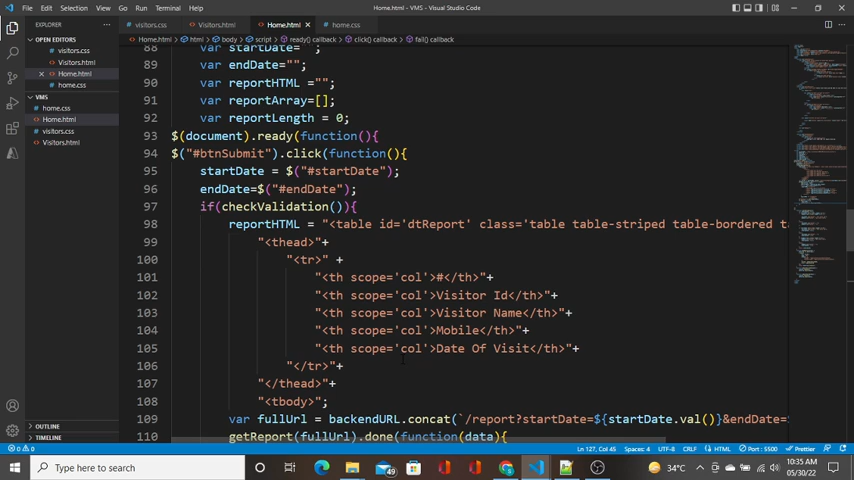 File Edit Selection View Go Run Terminal Help
Home.html - VMS - Visual Studio Code
EXPLORER
visitors.css
Visitors.html
Home.html
home.css
Home.html > html > body > script > ready() callback > click() callback > fail() callback
OPEN EDITORS
visitors.css
Visitors.html
Home.html
home.css
VMS
home.css
Home.html
visitors.css
Visitors.html
OUTLINE
TIMELINE
88 var startDate="";
89 var endDate="";
90 var reportHTML ="";
91 var reportArray=[];
92 var reportLength = 0;
93 $(document).ready(function(){
94 $("#btnSubmit").click(function(){
95 startDate = $("#startDate");
96 endDate=$("#endDate");
97 if(checkValidation()){
98 reportHTML = "<table id='dtReport' class='table table-striped table-bordered ta
99 "<thead>"+
100 "<tr>" +
101 "<th scope='col'>#</th>"+
102 "<th scope='col'>Visitor Id</th>"+
103 "<th scope='col'>Visitor Name</th>"+
104 "<th scope='col'>Mobile</th>"+
105 "<th scope='col'>Date Of Visit</th>"+
106 "</tr>"+
107 "</thead>"+
108 "<tbody>";
109 var fullUrl = backendURL.concat(`/report?startDate=${startDate.val()}&endDate=$
110 getReport(fullUrl).done(function(data){
0 0
Ln 127, Col 45 Spaces: 4 UTF-8 CRLF HTML Port : 5500 Prettier
Type here to search
49
34°C
10:35 AM
05/30/22